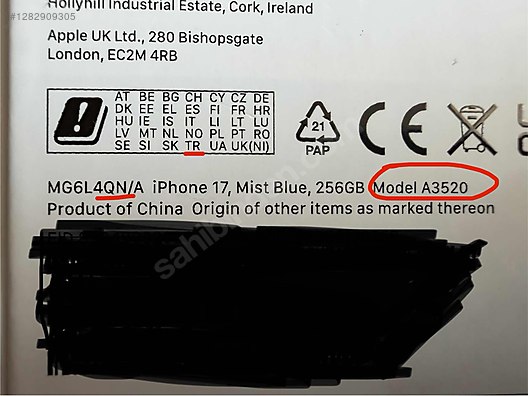 #1282909305
Hollyhill Industrial Estate, Cork, Ireland
Apple UK Ltd., 280 Bishopsgate
London, EC2M 4RB
AT BE BG CH CY CZ DE
DK EE EL ES FI FR HR
HU IE IS IT LI LT LU
LV MT NL NO PL PT RO
SE SI SK TR UA UK(NI)
21
PAP
CE
MG6L4QN/A iPhone 17, Mist Blue, 256GB Model A3520
Product of China Origin of other items as marked thereon